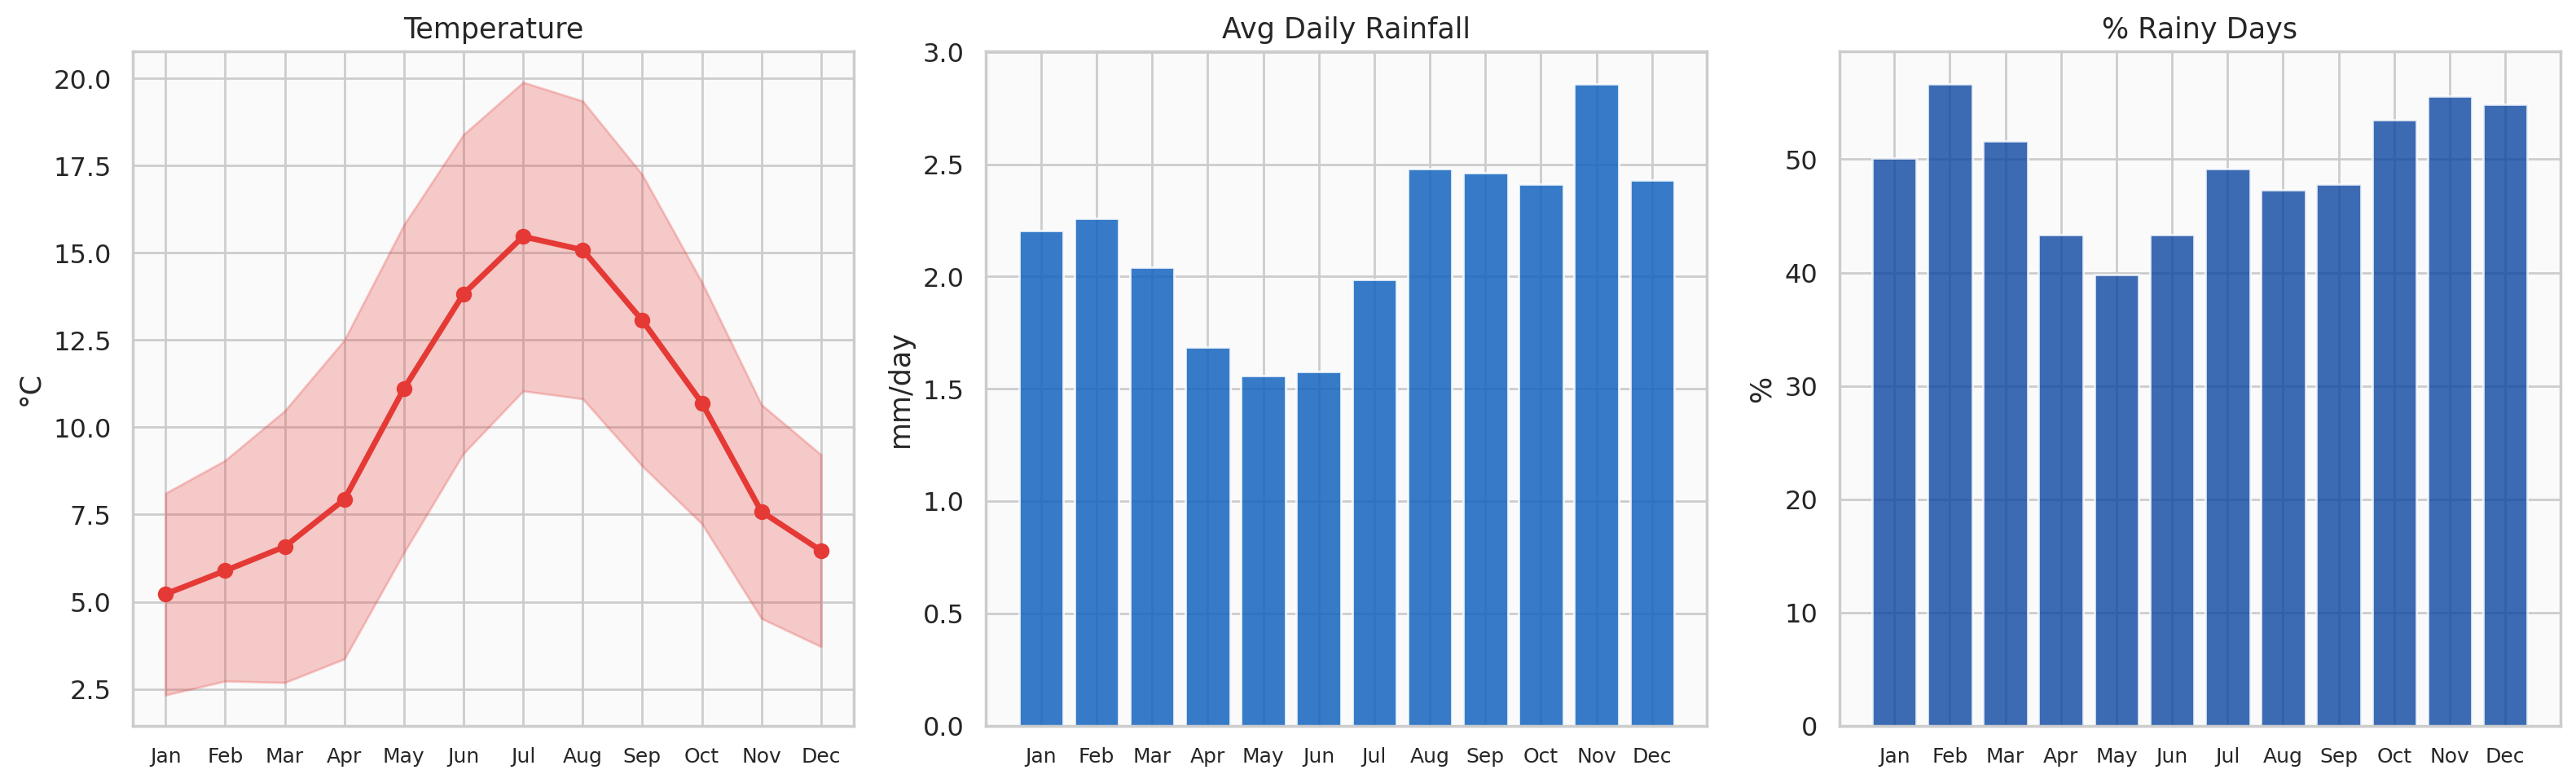 Temperature
°C
20.0
17.5
15.0
12.5
10.0
7.5
5.0
2.5
Jan Feb Mar Apr May Jun Jul Aug Sep Oct Nov Dec
Avg Daily Rainfall
mm/day
3.0
2.5
2.0
1.5
1.0
0.5
0.0
Jan Feb Mar Apr May Jun Jul Aug Sep Oct Nov Dec
% Rainy Days
%
50
40
30
20
10
0
Jan Feb Mar Apr May Jun Jul Aug Sep Oct Nov Dec